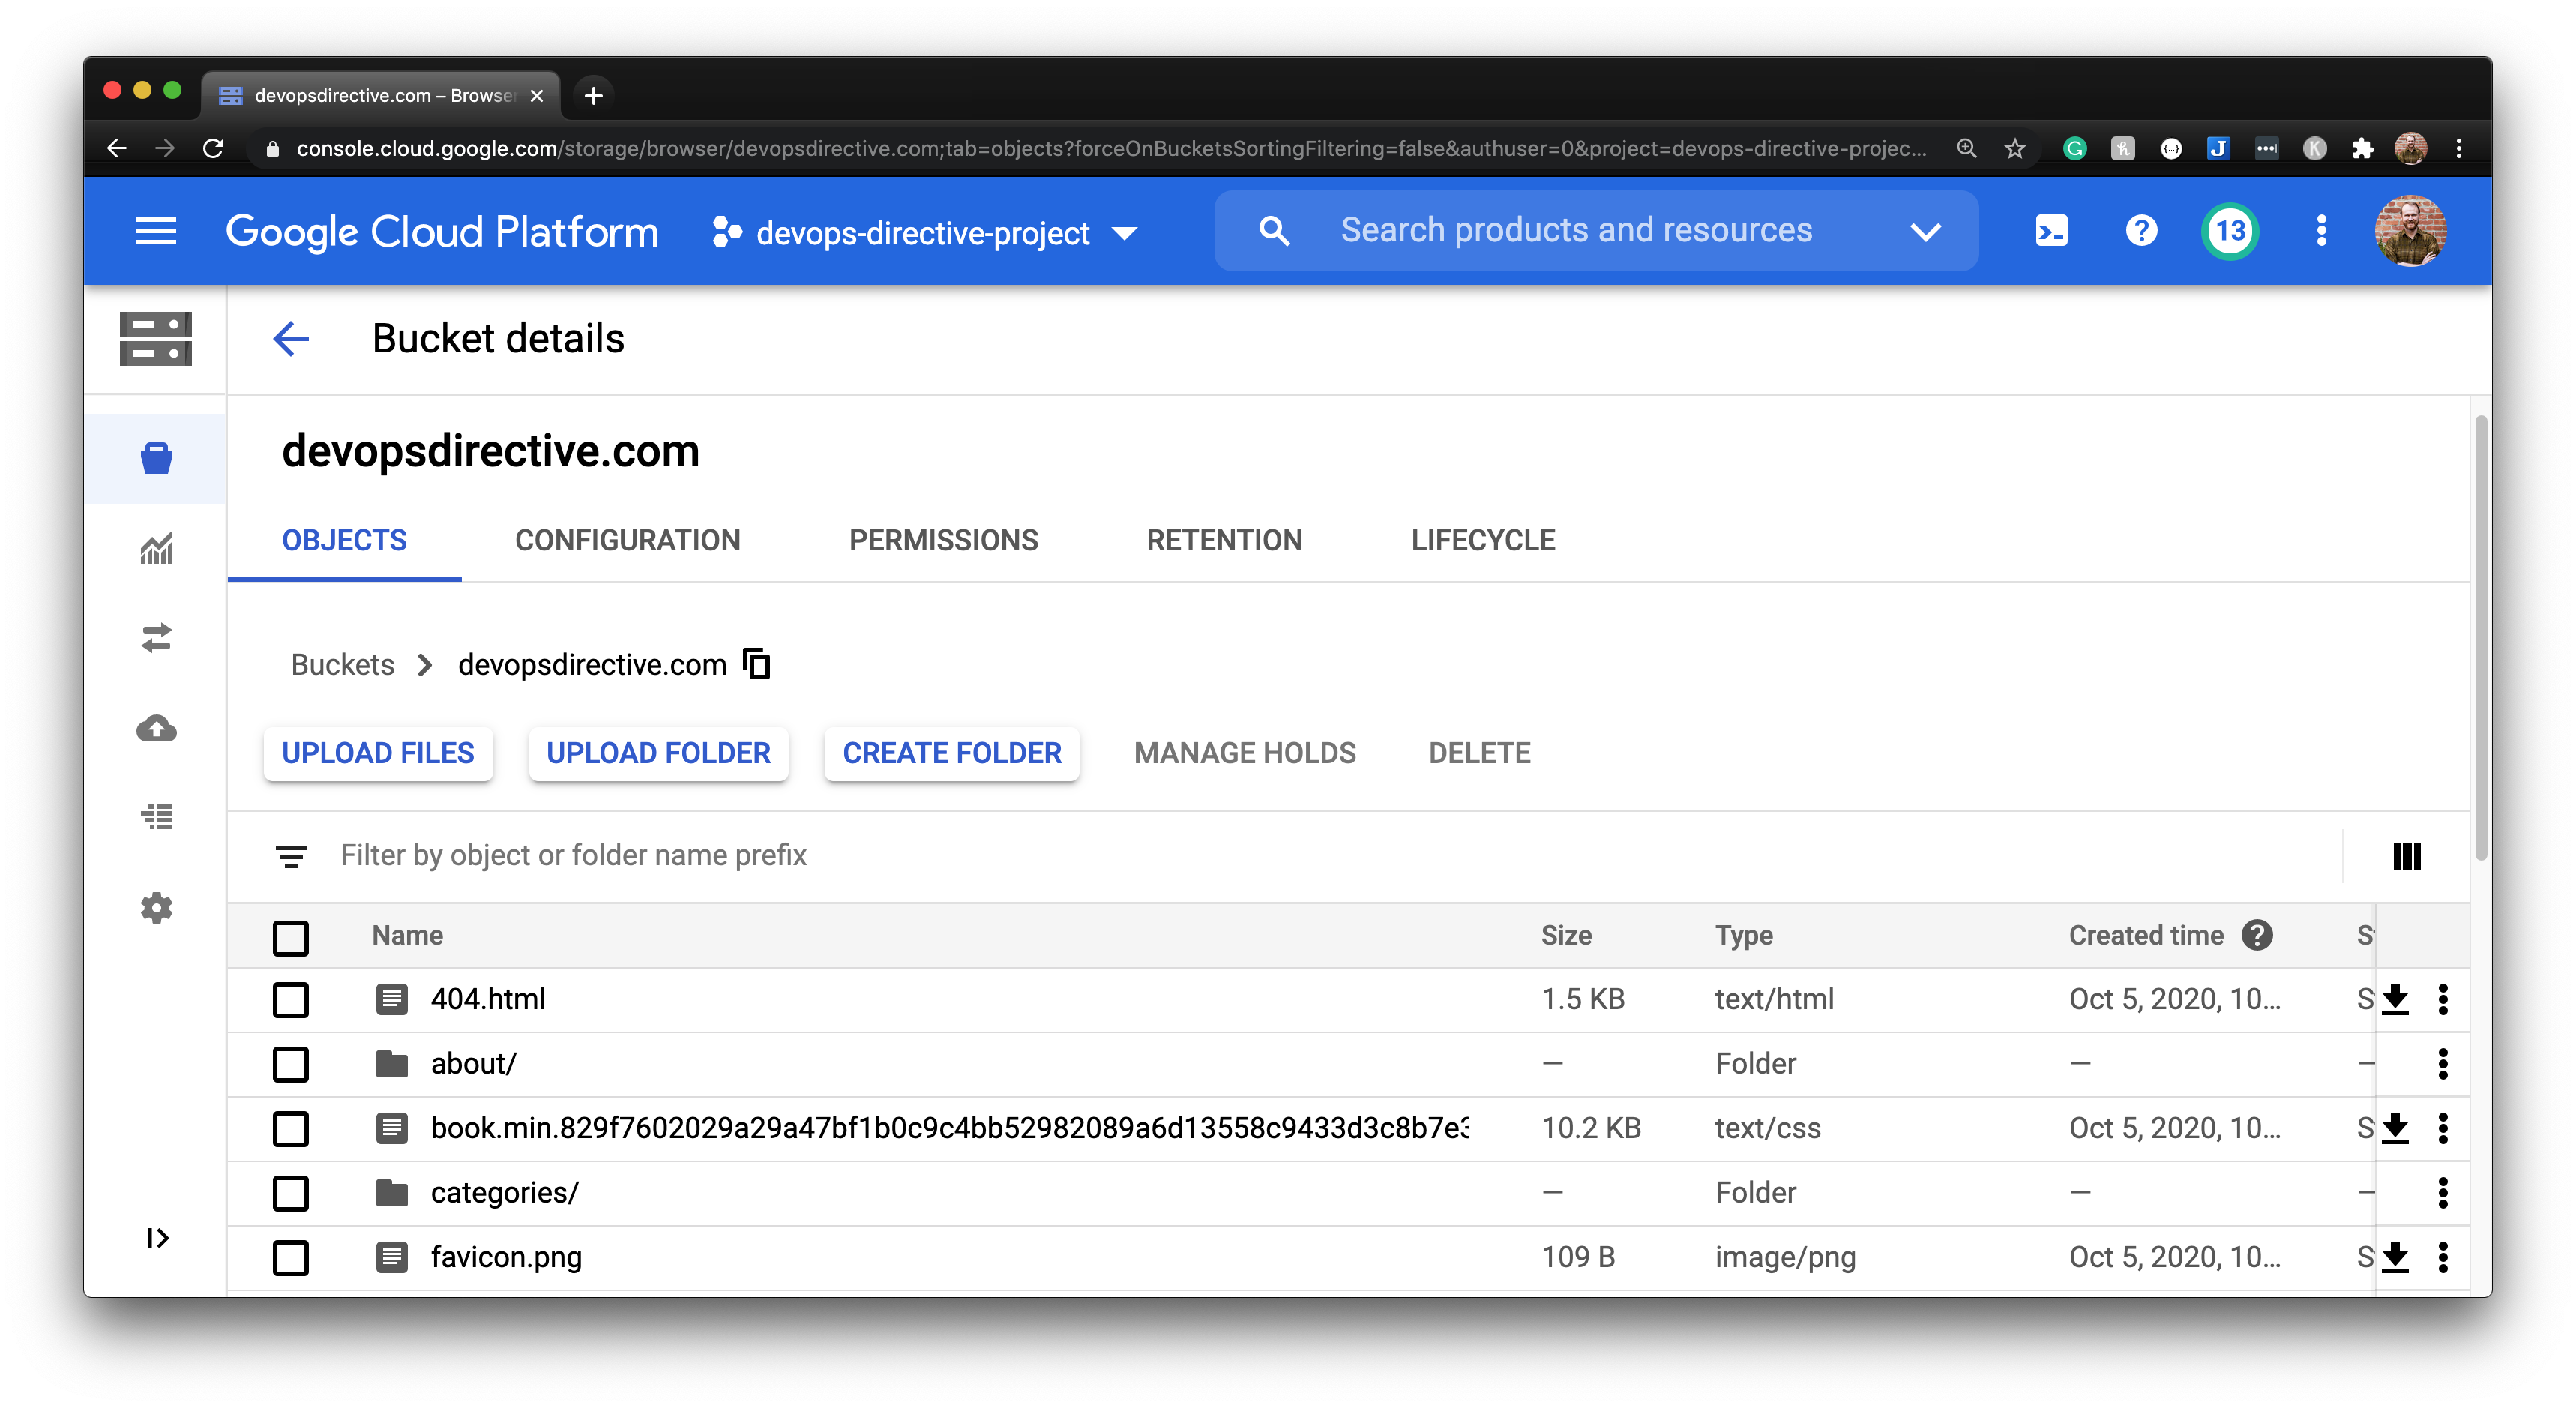 devopsdirective.com – Browse
console.cloud.google.com/storage/browser/devopsdirective.com;tab=objects?forceOnBucketsSortingFiltering=false&authuser=0&project=devops-directive-projec...
Google Cloud Platform
devops-directive-project
Search products and resources
13
Bucket details
devopsdirective.com
OBJECTS CONFIGURATION PERMISSIONS RETENTION LIFECYCLE
Buckets devopsdirective.com
UPLOAD FILES UPLOAD FOLDER CREATE FOLDER MANAGE HOLDS DELETE
Filter by object or folder name prefix
Name Size Type Created time
404.html 1.5 KB text/html Oct 5, 2020, 10... S
about/ — Folder — —
book.min.829f7602029a29a47bf1b0c9c4bb52982089a6d13558c9433d3c8b7e 10.2 KB text/css Oct 5, 2020, 10... S
categories/ — Folder — —
favicon.png 109 B image/png Oct 5, 2020, 10... S